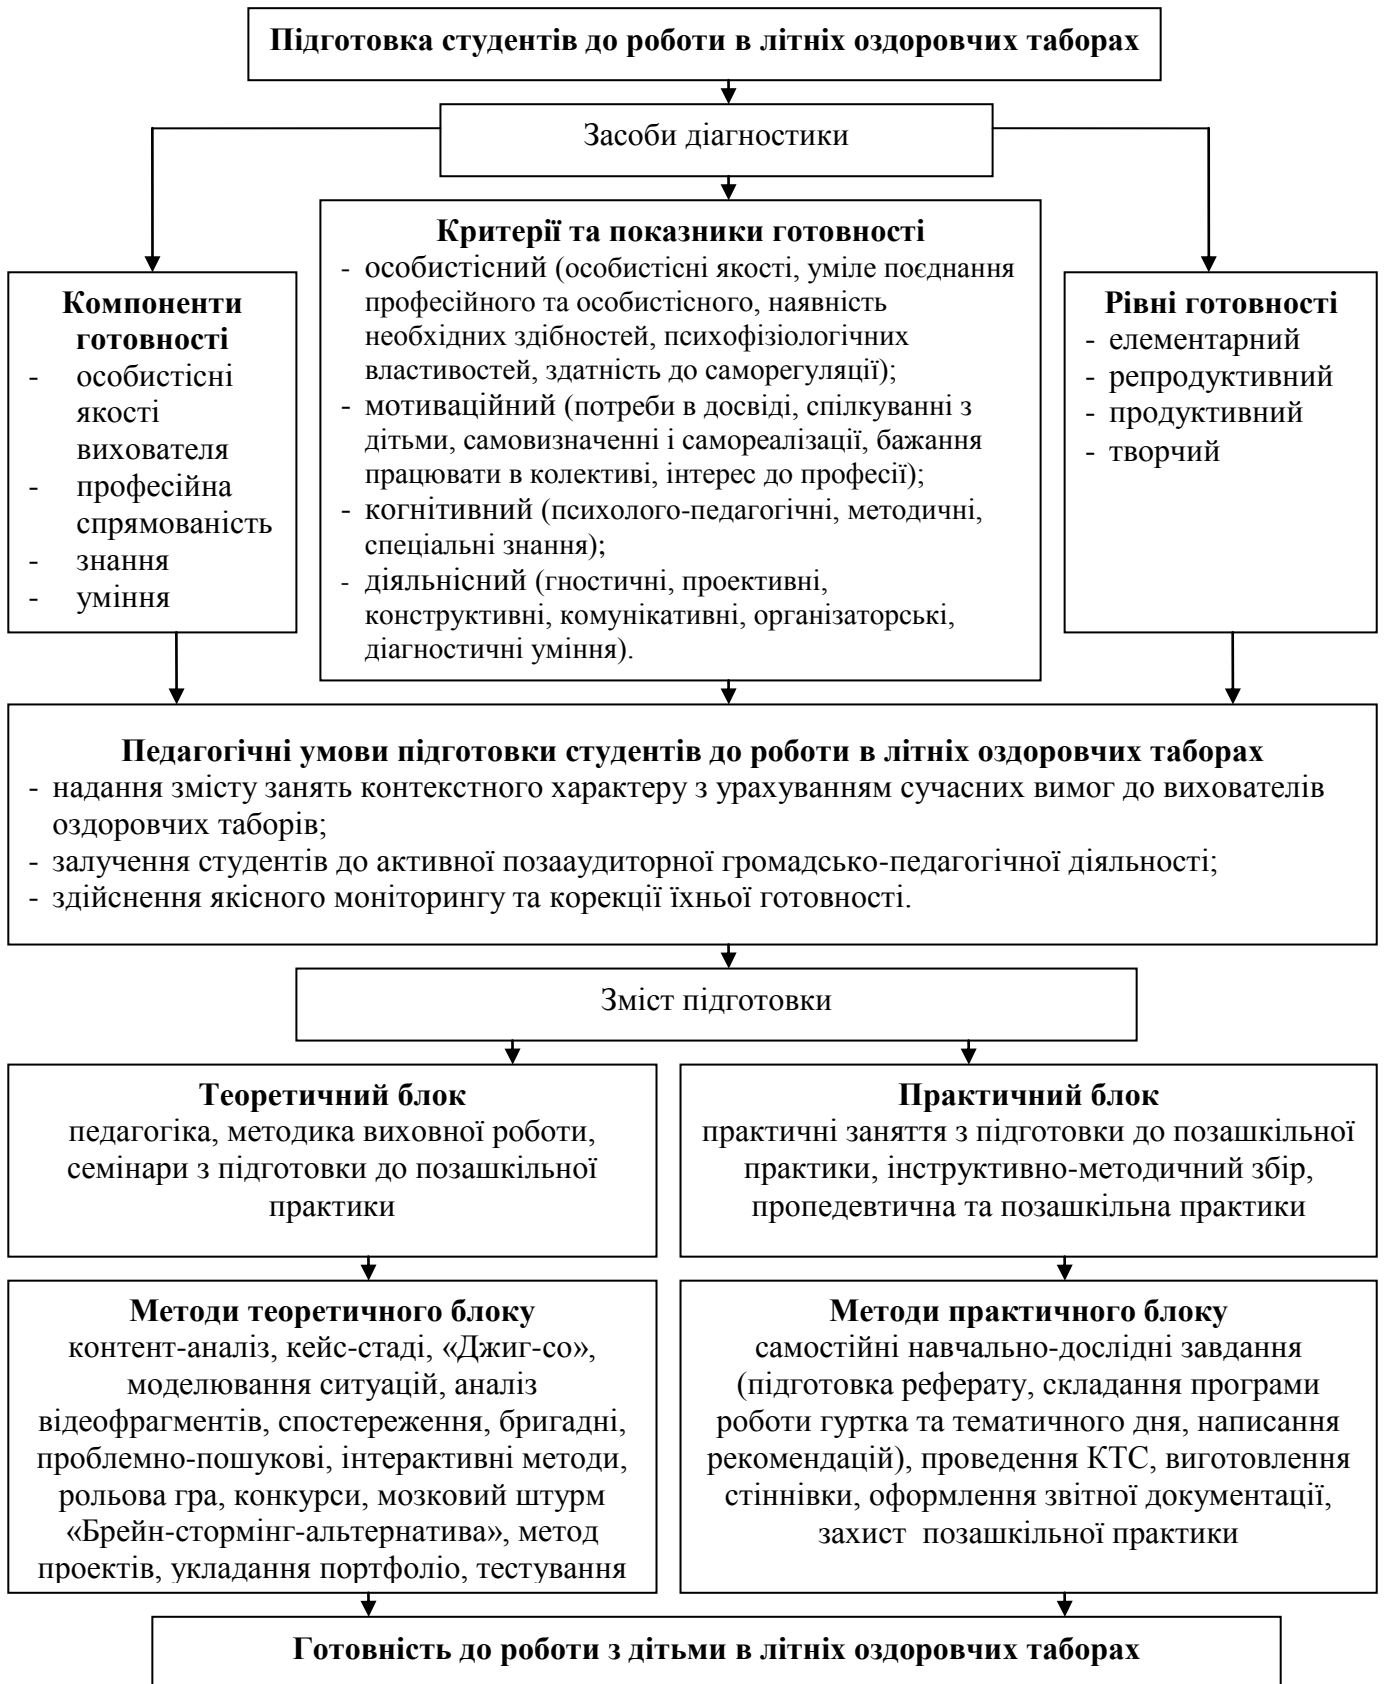 Підготовка студентів до роботи в літніх оздоровчих таборах
Засоби діагностики
Компоненти
готовності
- особистісні
якості
вихователя
- професійна
спрямованість
- знання
- уміння
Критерії та показники готовності
- особистісний (особистісні якості, уміле поєднання
професійного та особистісного, наявність
необхідних здібностей, психофізіологічних
властивостей, здатність до саморегуляції);
- мотиваційний (потреби в досвіді, спілкуванні з
дітьми, самовизначенні і самореалізації, бажання
працювати в колективі, інтерес до професії);
- когнітивний (психолого-педагогічні, методичні,
спеціальні знання);
- діяльнісний (гностичні, проективні,
конструктивні, комунікативні, організаторські,
діагностичні уміння).
Рівні готовності
- елементарний
- репродуктивний
- продуктивний
- творчий
Педагогічні умови підготовки студентів до роботи в літніх оздоровчих таборах
- надання змісту занять контекстного характеру з урахуванням сучасних вимог до вихователів
оздоровчих таборів;
- залучення студентів до активної позааудиторної громадсько-педагогічної діяльності;
- здійснення якісного моніторингу та корекції їхньої готовності.
Зміст підготовки
Теоретичний блок
педагогіка, методика виховної роботи,
семінари з підготовки до позашкільної
практики
Практичний блок
практичні заняття з підготовки до позашкільної
практики, інструктивно-методичний збір,
пропедевтична та позашкільна практики
Методи теоретичного блоку
контент-аналіз, кейс-стаді, «Джиг-со»,
моделювання ситуацій, аналіз
відеофрагментів, спостереження, бригадні,
проблемно-пошукові, інтерактивні методи,
рольова гра, конкурси, мозковий штурм
«Брейн-стормінг-альтернатива», метод
проектів, укладання портфоліо, тестування
Методи практичного блоку
самостійні навчально-дослідні завдання
(підготовка реферату, складання програми
роботи гуртка та тематичного дня, написання
рекомендацій), проведення КТС, виготовлення
стіннівки, оформлення звітної документації,
захист позашкільної практики
Готовність до роботи з дітьми в літніх оздоровчих таборах